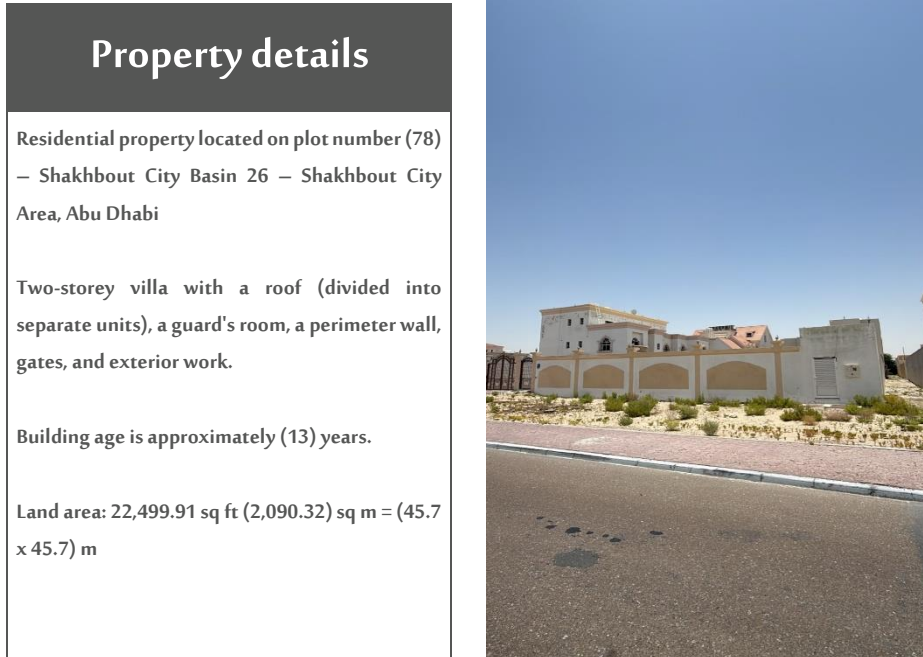 Property details
Residential property located on plot number (78)
– Shakhbout City Basin 26 – Shakhbout City
Area, Abu Dhabi
Two-storey villa with a roof (divided into
separate units), a guard's room, a perimeter wall,
gates, and exterior work.
Building age is approximately (13) years.
Land area: 22,499.91 sq ft (2,090.32) sq m = (45.7
x 45.7) m